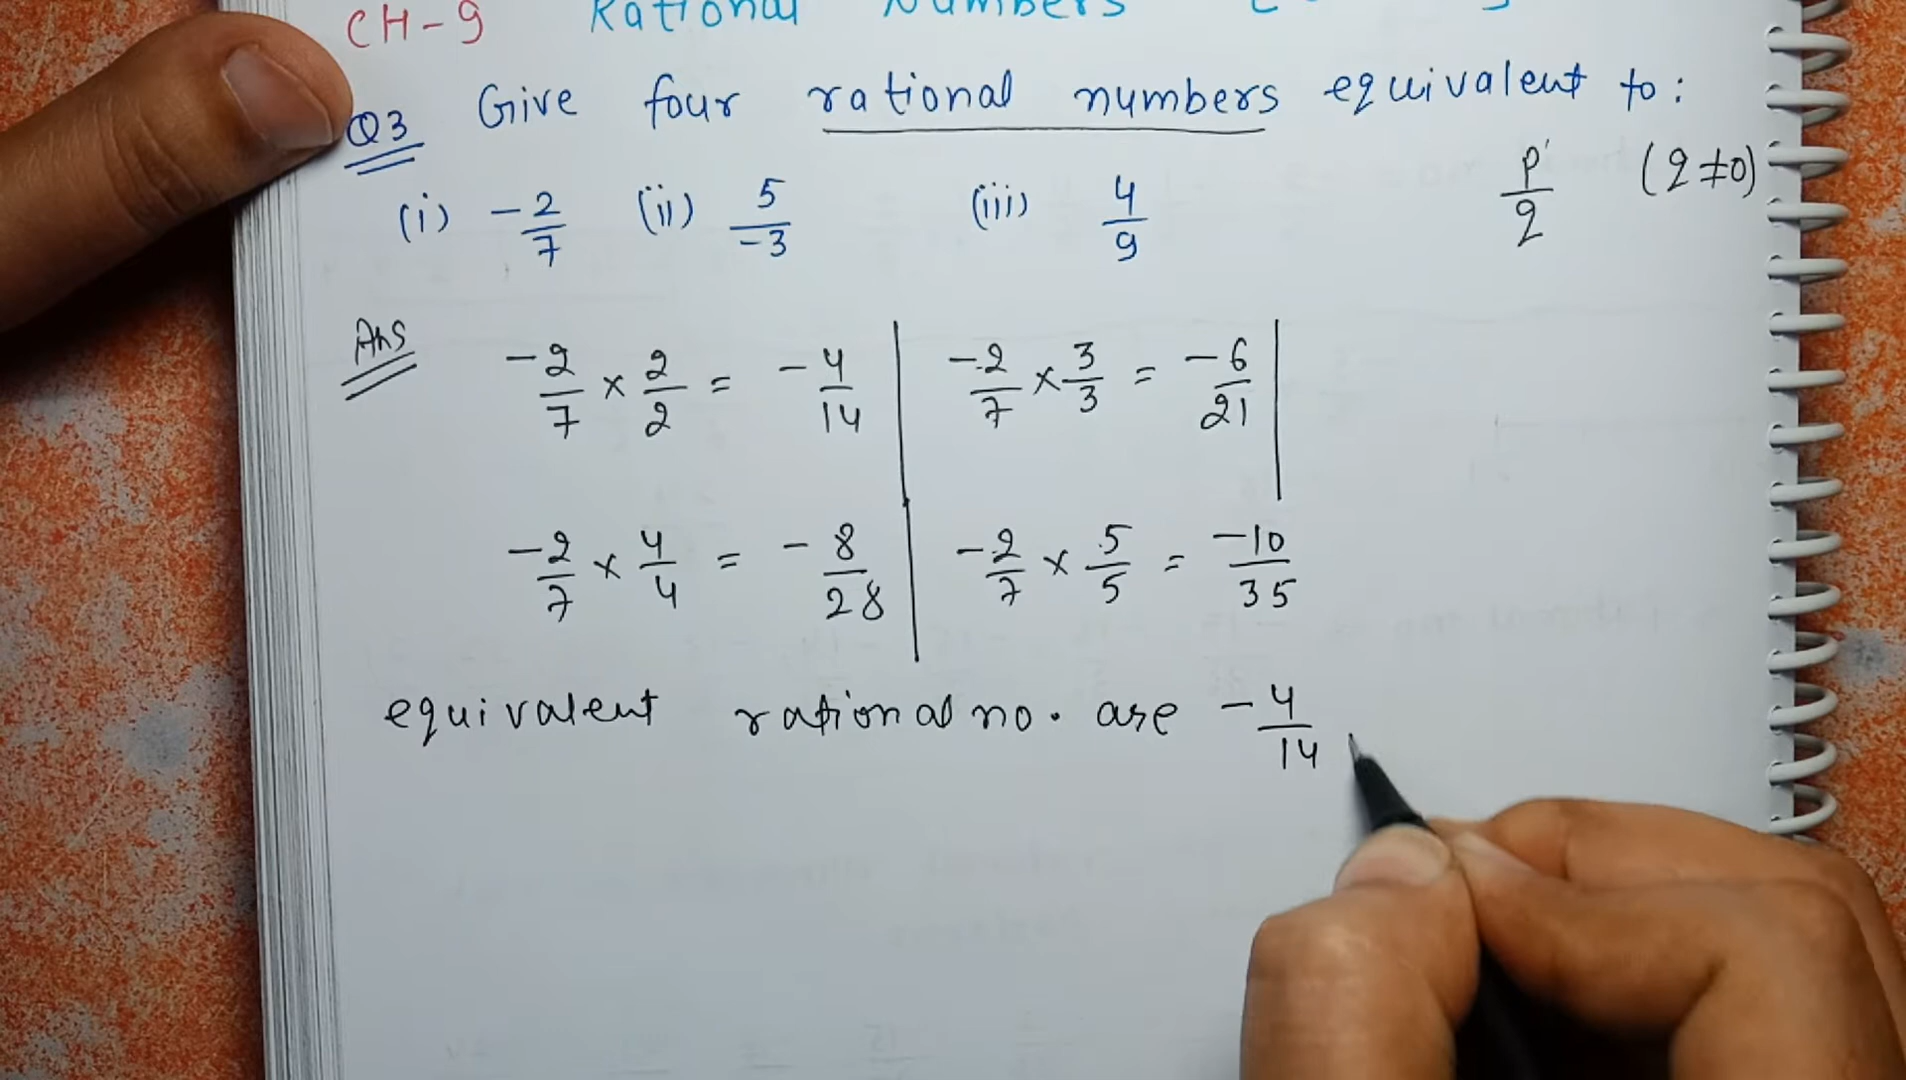 CH-9 Rational Numbers
Q3 Give four rational numbers equivalent to:
(i) -2/7 (ii) 5/-3 (iii) 4/9 p/q (q ≠ 0)
Ans -2/7 × 2/2 = -4/14 | -2/7 × 3/3 = -6/21 |
-2/7 × 4/4 = -8/28 | -2/7 × 5/5 = -10/35
equivalent rational no. are -4/14